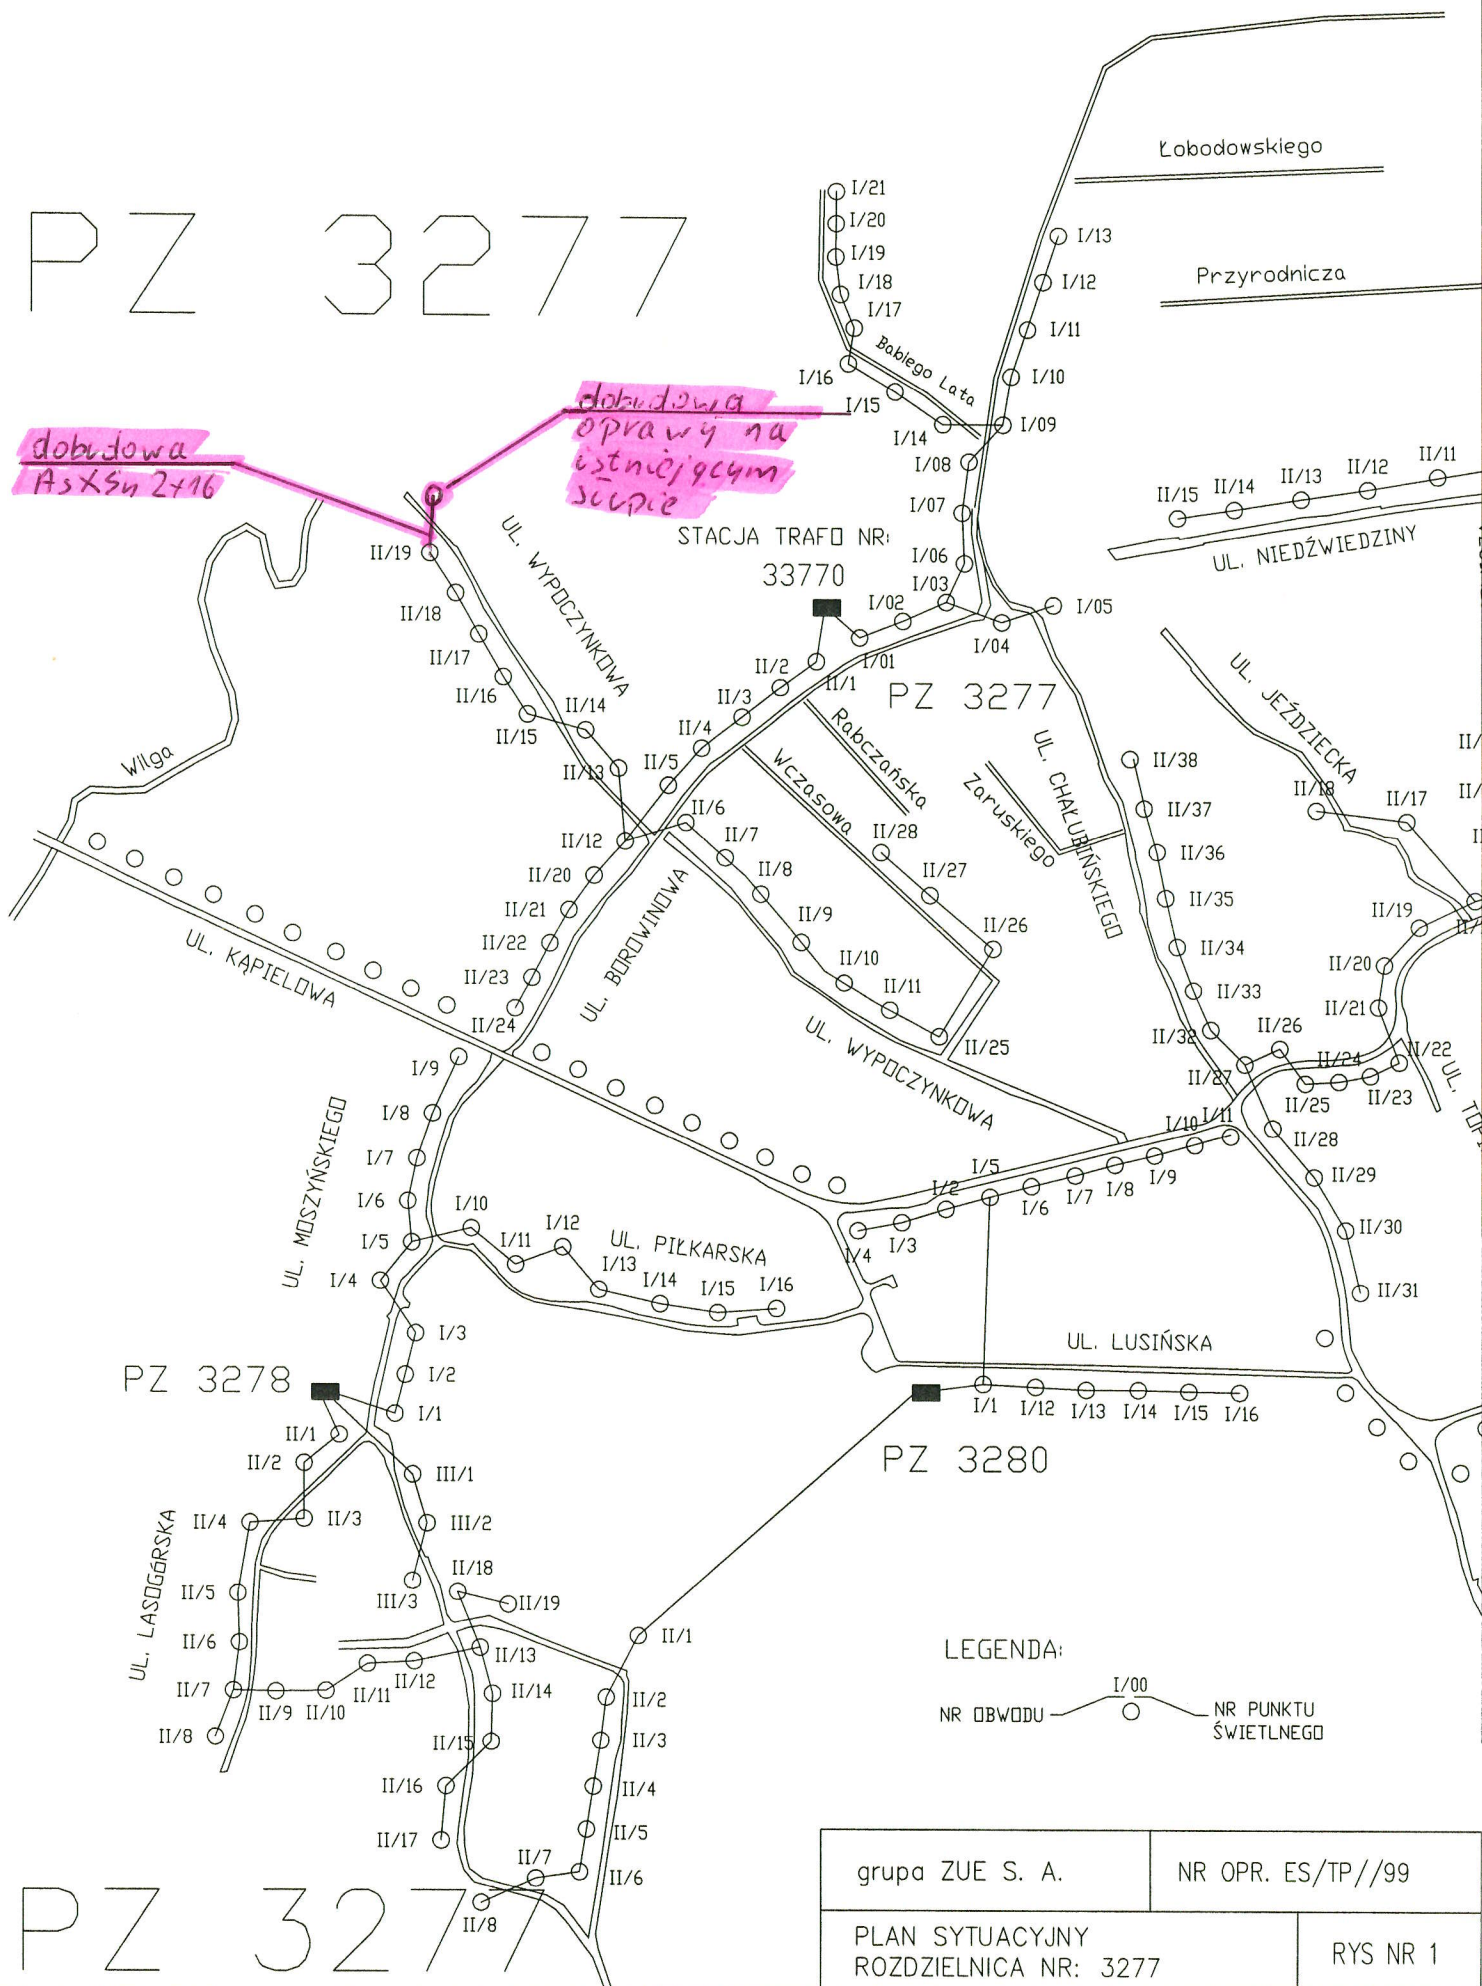 Łobodowskiego
I/21
I/20
I/19
I/18
I/17
I/16
I/15
I/14
Babiego Lata
I/13
I/12
I/11
I/10
I/09
I/08
I/07
I/06
I/03
I/02
I/01
I/04
I/05
Przyrodnicza
PZ 3277
dobudowa
AsXSn 2x16
dobudowa
oprawy na
istniejącym
słupie
STACJA TRAFO NR:
33770
II/15
II/14
II/13
II/12
II/11
UL. NIEDŹWIEDZINY
UL. WYPOCZYNKOWA
II/19
II/18
II/17
II/16
II/15
II/14
II/13
II/1
II/2
II/3
II/4
II/5
II/6
II/7
II/8
II/9
II/10
II/11
II/12
II/20
II/21
II/22
II/23
II/24
PZ 3277
Rabczańska
Wczasowa
Zaruskiego
UL. CHAŁUBIŃSKIEGO
UL. JEŹDZIECKA
Wilga
UL. KĄPIELOWA
UL. BOROWINOWA
UL. WYPOCZYNKOWA
II/28
II/27
II/26
II/25
II/38
II/37
II/36
II/35
II/34
II/33
II/32
II/27
II/26
II/25
II/24
II/23
II/22
II/21
II/20
II/19
II/18
II/17
II/28
II/29
II/30
II/31
I/11
I/10
I/9
I/8
I/7
I/6
I/5
I/2
I/3
I/4
UL. MOSZYŃSKIEGO
I/9
I/8
I/7
I/6
I/5
I/4
I/3
I/2
I/1
I/10
I/11
I/12
I/13
I/14
I/15
I/16
UL. PIŁKARSKA
UL. LUSIŃSKA
I/1
I/12
I/13
I/14
I/15
I/16
PZ 3280
PZ 3278
II/1
II/2
II/3
II/4
II/5
II/6
II/7
II/8
II/9
II/10
II/11
II/12
II/13
II/14
II/15
II/16
II/17
II/18
II/19
III/1
III/2
III/3
UL. LASOGÓRSKA
II/1
II/2
II/3
II/4
II/5
II/6
II/7
II/8
LEGENDA:
I/00
NR OBWODU
NR PUNKTU
ŚWIETLNEGO
PZ 3277
grupa ZUE S. A.
NR OPR. ES/TP//99
PLAN SYTUACYJNY
ROZDZIELNICA NR: 3277
RYS NR 1